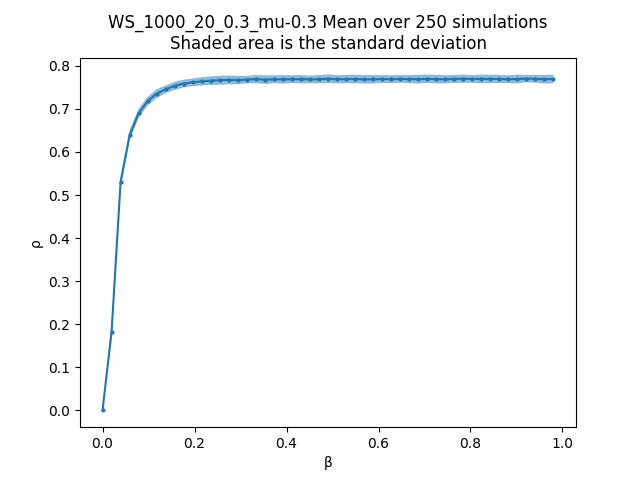 WS_1000_20_0.3_mu-0.3 Mean over 250 simulations
Shaded area is the standard deviation
0.8
0.7
0.6
0.5
0.4
0.3
0.2
0.1
0.0
ρ
0.0 0.2 0.4 0.6 0.8 1.0
β